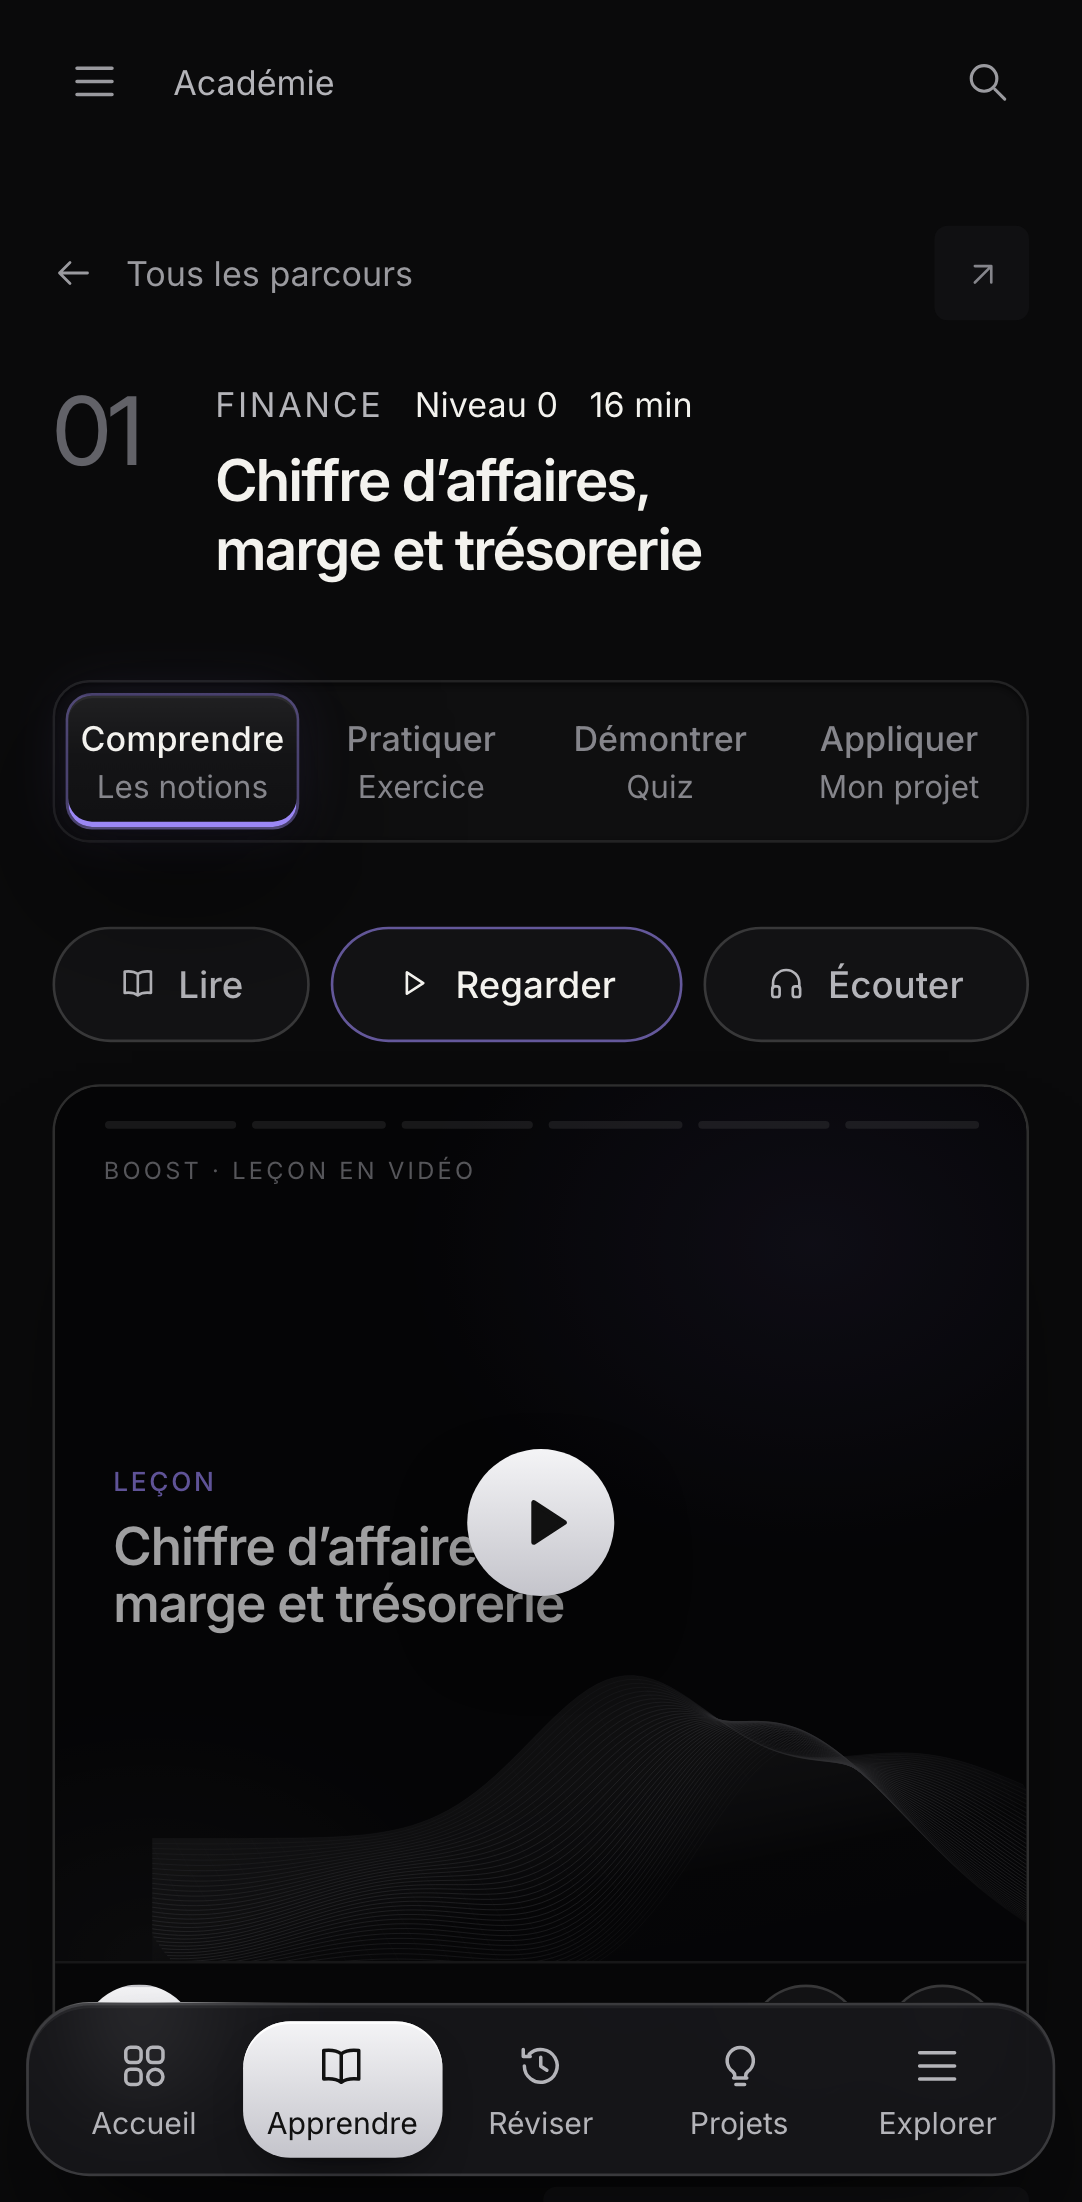 Académie
Tous les parcours
01
FINANCE Niveau 0 16 min
Chiffre d’affaires,
marge et trésorerie
Comprendre Pratiquer Démontrer Appliquer
Les notions Exercice Quiz Mon projet
Lire Regarder Écouter
BOOST · LEÇON EN VIDÉO
LEÇON
Chiffre d’affaire
marge et trésorerie
Accueil Apprendre Réviser Projets Explorer